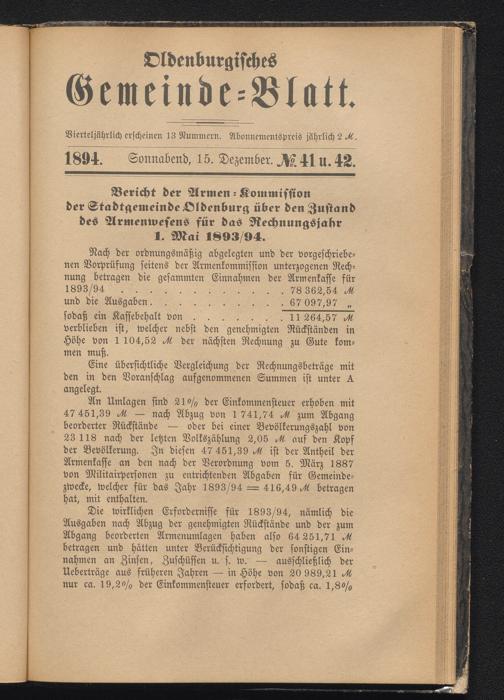 Oldenburgisches
Gemeinde=Blatt.
Vierteljährlich erscheinen 13 Nummern. Abonnementspreis jährlich 2 M.
1894. Sonnabend, 15. Dezember. № 41 u. 42.
Bericht der Armen=Kommission
der Stadtgemeinde Oldenburg über den Zustand
des Armenwesens für das Rechnungsjahr
1. Mai 1893/94.
Nach der ordnungsmäßig abgelegten und der vorgeschriebe-
nen Vorprüfung seitens der Armenkommission unterzogenen Rech-
nung betragen die gesammten Einnahmen der Armenkasse für
1893/94 . . . . . . . . . . . . 78 362,54 M
und die Ausgaben . . . . . . . . . 67 097,97 „
sodaß ein Kassebehalt von . . . . . . . 11 264,57 M
verblieben ist, welcher nebst den genehmigten Rückständen in
Höhe von 1 104,52 M der nächsten Rechnung zu Gute kom-
men muß.
Eine übersichtliche Vergleichung der Rechnungsbeträge mit
den in den Voranschlag aufgenommenen Summen ist unter A
angelegt.
An Umlagen sind 21% der Einkommensteuer erhoben mit
47 451,39 M — nach Abzug von 1 741,74 M zum Abgang
beorderter Rückstände — oder bei einer Bevölkerungszahl von
23 118 nach der letzten Volkszählung 2,05 M auf den Kopf
der Bevölkerung. In diesen 47 451,39 M ist der Antheil der
Armenkasse an den nach der Verordnung vom 5. März 1887
von Militairpersonen zu entrichtenden Abgaben für Gemeinde-
zwecke, welcher für das Jahr 1893/94 = 416,49 M betragen
hat, mit enthalten.
Die wirklichen Erfordernisse für 1893/94, nämlich die
Ausgaben nach Abzug der genehmigten Rückstände und der zum
Abgang beorderten Armenumlagen haben also 64 251,71 M
betragen und hätten unter Berücksichtigung der sonstigen Ein-
nahmen an Zinsen, Zuschüssen u. s. w. — ausschließlich der
Ueberträge aus früheren Jahren — in Höhe von 20 989,21 M
nur ca. 19,2% der Einkommensteuer erfordert, sodaß ca. 1,8%